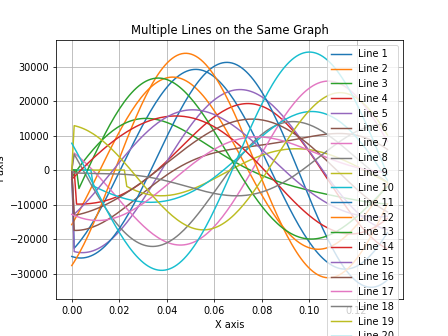 Multiple Lines on the Same Graph
30000
20000
10000
0
−10000
−20000
−30000
0.00
0.02
0.04
0.06
0.08
0.10
X axis
Line 1
Line 2
Line 3
Line 4
Line 5
Line 6
Line 7
Line 8
Line 9
Line 10
Line 11
Line 12
Line 13
Line 14
Line 15
Line 16
Line 17
Line 18
Line 19
Line 20